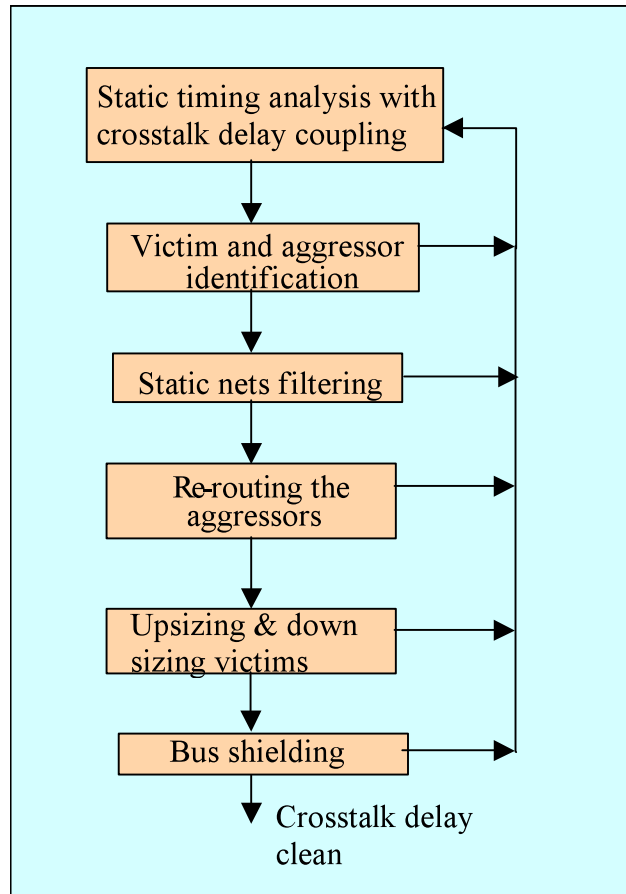 Static timing analysis with
crosstalk delay coupling
Victim and aggressor
identification
Static nets filtering
Re-routing the
aggressors
Upsizing & down
sizing victims
Bus shielding
Crosstalk delay
clean